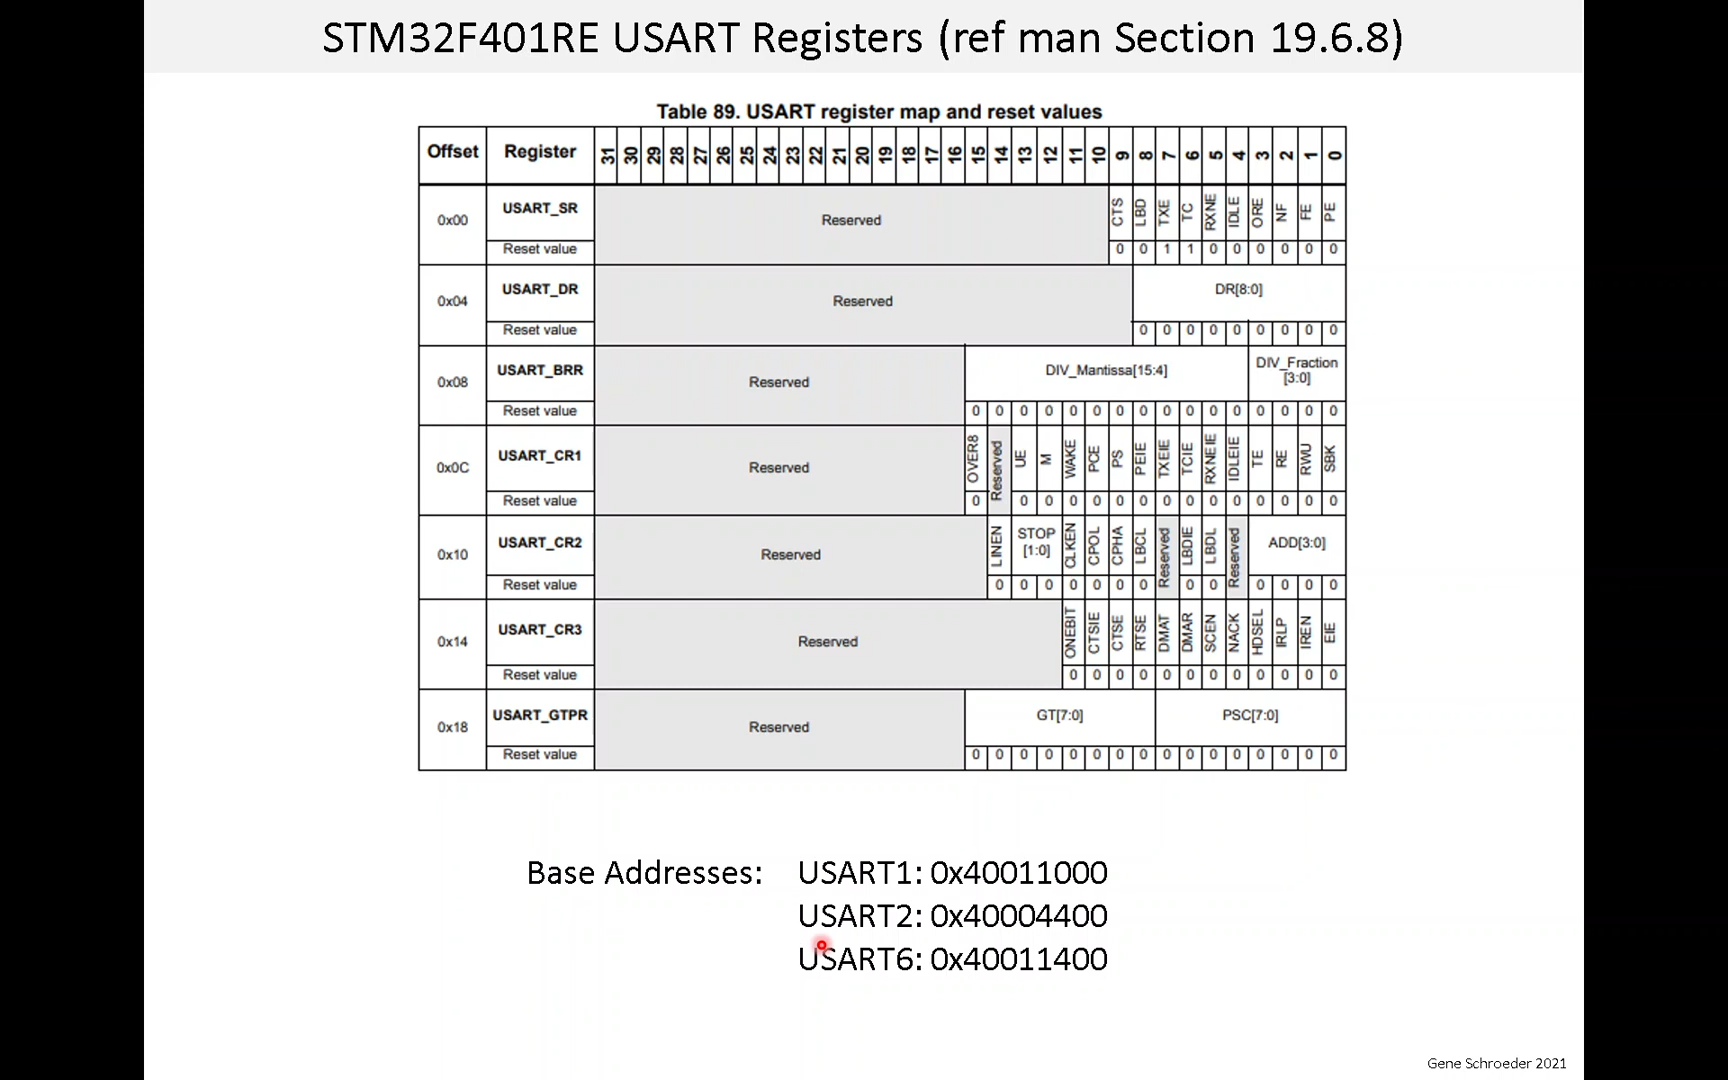 STM32F401RE USART Registers (ref man Section 19.6.8)
Table 89. USART register map and reset values
Offset Register 31 30 29 28 27 26 25 24 23 22 21 20 19 18 17 16 15 14 13 12 11 10 9 8 7 6 5 4 3 2 1 0
0x00 USART_SR Reserved CTS LBD TXE TC RXNE IDLE ORE NF FE PE
Reset value 0 0 1 1 0 0 0 0 0 0
0x04 USART_DR Reserved DR[8:0]
Reset value 0 0 0 0 0 0 0 0 0
0x08 USART_BRR Reserved DIV_Mantissa[15:4] DIV_Fraction
[3:0]
Reset value 0 0 0 0 0 0 0 0 0 0 0 0 0 0 0 0
0x0C USART_CR1 Reserved OVER8 Reserved UE M WAKE PCE PS PEIE TXEIE TCIE RXNEIE IDLEIE TE RE RWU SBK
Reset value 0 0 0 0 0 0 0 0 0 0 0 0 0 0 0
0x10 USART_CR2 Reserved LINEN STOP
[1:0] CLKEN CPOL CPHA LBCL Reserved LBDIE LBDL Reserved ADD[3:0]
Reset value 0 0 0 0 0 0 0 0 0 0 0 0 0
0x14 USART_CR3 Reserved ONEBIT CTSIE CTSE RTSE DMAT DMAR SCEN NACK HDSEL IRLP IREN EIE
Reset value 0 0 0 0 0 0 0 0 0 0 0 0
0x18 USART_GTPR Reserved GT[7:0] PSC[7:0]
Reset value 0 0 0 0 0 0 0 0 0 0 0 0 0 0 0 0
Base Addresses: USART1: 0x40011000
USART2: 0x40004400
USART6: 0x40011400
Gene Schroeder 2021